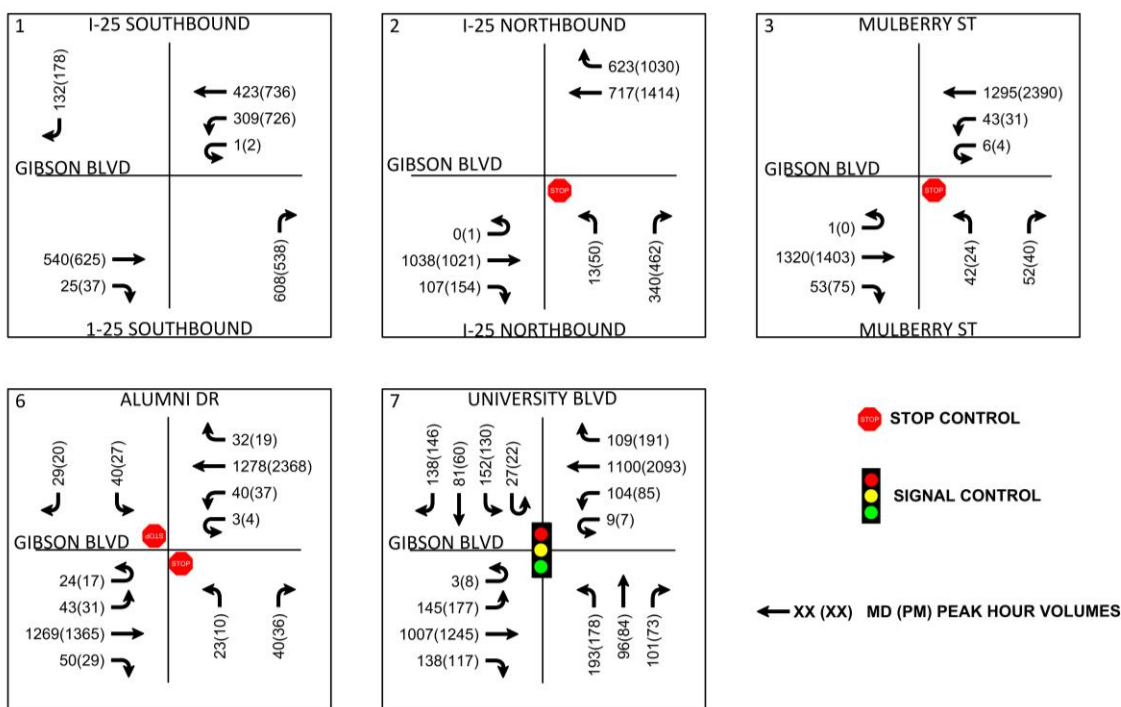 1
I-25 SOUTHBOUND
132(178)
423(736)
309(726)
1(2)
GIBSON BLVD
540(625)
25(37)
608(538)
1-25 SOUTHBOUND
2
I-25 NORTHBOUND
623(1030)
717(1414)
GIBSON BLVD
STOP
0(1)
1038(1021)
107(154)
13(50)
340(462)
I-25 NORTHBOUND
3
MULBERRY ST
1295(2390)
43(31)
6(4)
GIBSON BLVD
STOP
1(0)
1320(1403)
53(75)
42(24)
52(40)
MULBERRY ST
6
ALUMNI DR
29(20)
40(27)
32(19)
1278(2368)
40(37)
3(4)
STOP
GIBSON BLVD
STOP
24(17)
43(31)
1269(1365)
50(29)
23(10)
40(36)
7
UNIVERSITY BLVD
138(146)
81(60)
152(130)
27(22)
109(191)
1100(2093)
104(85)
9(7)
GIBSON BLVD
3(8)
145(177)
1007(1245)
138(117)
193(178)
96(84)
101(73)
STOP
STOP CONTROL
SIGNAL CONTROL
XX (XX) MD (PM) PEAK HOUR VOLUMES